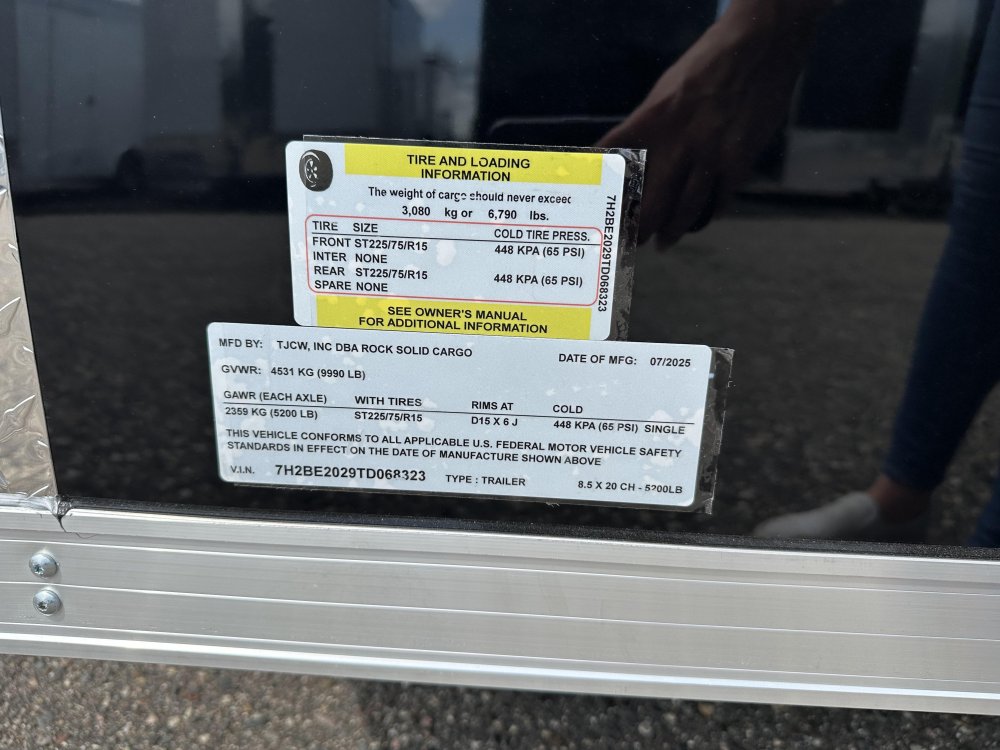 TIRE AND LOADING
INFORMATION
The weight of cargo should never exceed
3,080 kg or 6,790 lbs.
TIRE SIZE COLD TIRE PRESS.
FRONT ST225/75/R15 448 KPA (65 PSI)
INTER NONE
REAR ST225/75/R15 448 KPA (65 PSI)
SPARE NONE
SEE OWNER'S MANUAL
FOR ADDITIONAL INFORMATION
7H2BE2029TD068323
MFD BY: TJCW, INC DBA ROCK SOLID CARGO DATE OF MFG: 07/2025
GVWR: 4531 KG (9990 LB)
GAWR (EACH AXLE) WITH TIRES RIMS AT COLD
2359 KG (5200 LB) ST225/75/R15 D15 X 6 J 448 KPA (65 PSI) SINGLE
THIS VEHICLE CONFORMS TO ALL APPLICABLE U.S. FEDERAL MOTOR VEHICLE SAFETY
STANDARDS IN EFFECT ON THE DATE OF MANUFACTURE SHOWN ABOVE
V.I.N. 7H2BE2029TD068323 TYPE : TRAILER 8.5 X 20 CH - 5200LB